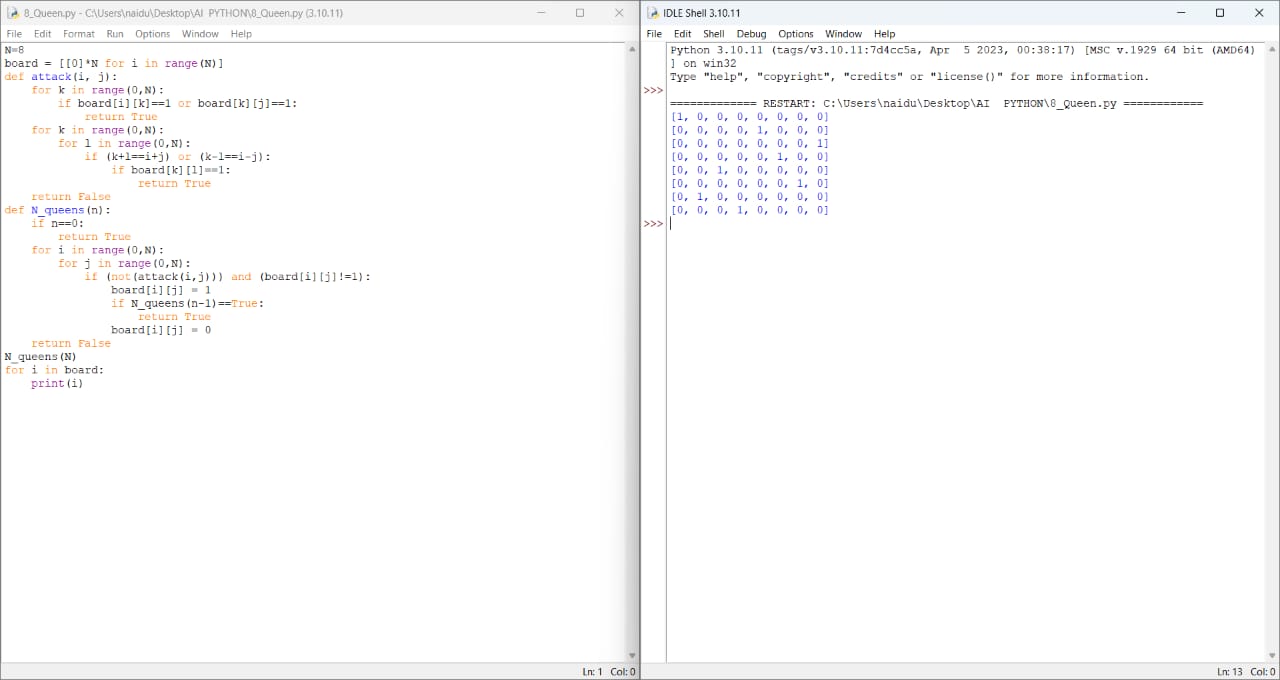 8_Queen.py - C:\Users\naidu\Desktop\AI  PYTHON\8_Queen.py (3.10.11)
File Edit Format Run Options Window Help
N=8
board = [[0]*N for i in range(N)]
def attack(i, j):
    for k in range(0,N):
        if board[i][k]==1 or board[k][j]==1:
            return True
    for k in range(0,N):
        for l in range(0,N):
            if (k+l==i+j) or (k-l==i-j):
                if board[k][l]==1:
                    return True
    return False
def N_queens(n):
    if n==0:
        return True
    for i in range(0,N):
        for j in range(0,N):
            if (not(attack(i,j))) and (board[i][j]!=1):
                board[i][j] = 1
                if N_queens(n-1)==True:
                    return True
                board[i][j] = 0
    return False
N_queens(N)
for i in board:
    print(i)
Ln: 1 Col: 0
IDLE Shell 3.10.11
File Edit Shell Debug Options Window Help
Python 3.10.11 (tags/v3.10.11:7d4cc5a, Apr  5 2023, 00:38:17) [MSC v.1929 64 bit (AMD64)
] on win32
Type "help", "copyright", "credits" or "license()" for more information.
>>>
============= RESTART: C:\Users\naidu\Desktop\AI  PYTHON\8_Queen.py ============
[1, 0, 0, 0, 0, 0, 0, 0]
[0, 0, 0, 0, 1, 0, 0, 0]
[0, 0, 0, 0, 0, 0, 0, 1]
[0, 0, 0, 0, 0, 1, 0, 0]
[0, 0, 1, 0, 0, 0, 0, 0]
[0, 0, 0, 0, 0, 0, 1, 0]
[0, 1, 0, 0, 0, 0, 0, 0]
[0, 0, 0, 1, 0, 0, 0, 0]
>>>
Ln: 13 Col: 0